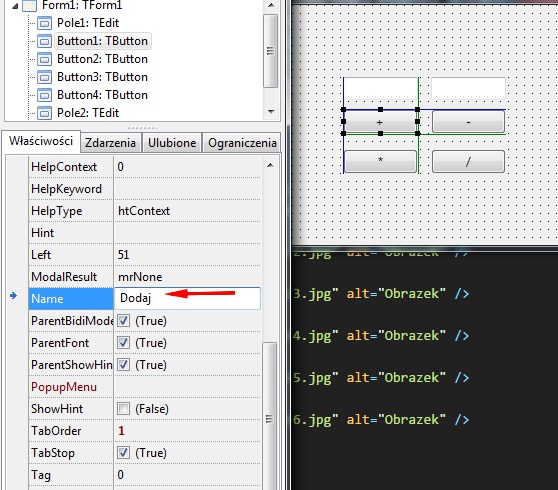 Form1: TForm1
Pole1: TEdit
Button1: TButton
Button2: TButton
Button3: TButton
Button4: TButton
Pole2: TEdit
Właściwości Zdarzenia Ulubione Ograniczenia
HelpContext 0
HelpKeyword
HelpType htContext
Hint
Left 51
ModalResult mrNone
Name Dodaj
ParentBidiMode (True)
ParentFont (True)
ParentShowHin (True)
PopupMenu
ShowHint (False)
TabOrder 1
TabStop (True)
Tag 0
+ -
* /
2.jpg" alt="Obrazek" />
3.jpg" alt="Obrazek" />
4.jpg" alt="Obrazek" />
5.jpg" alt="Obrazek" />
6.jpg" alt="Obrazek" />